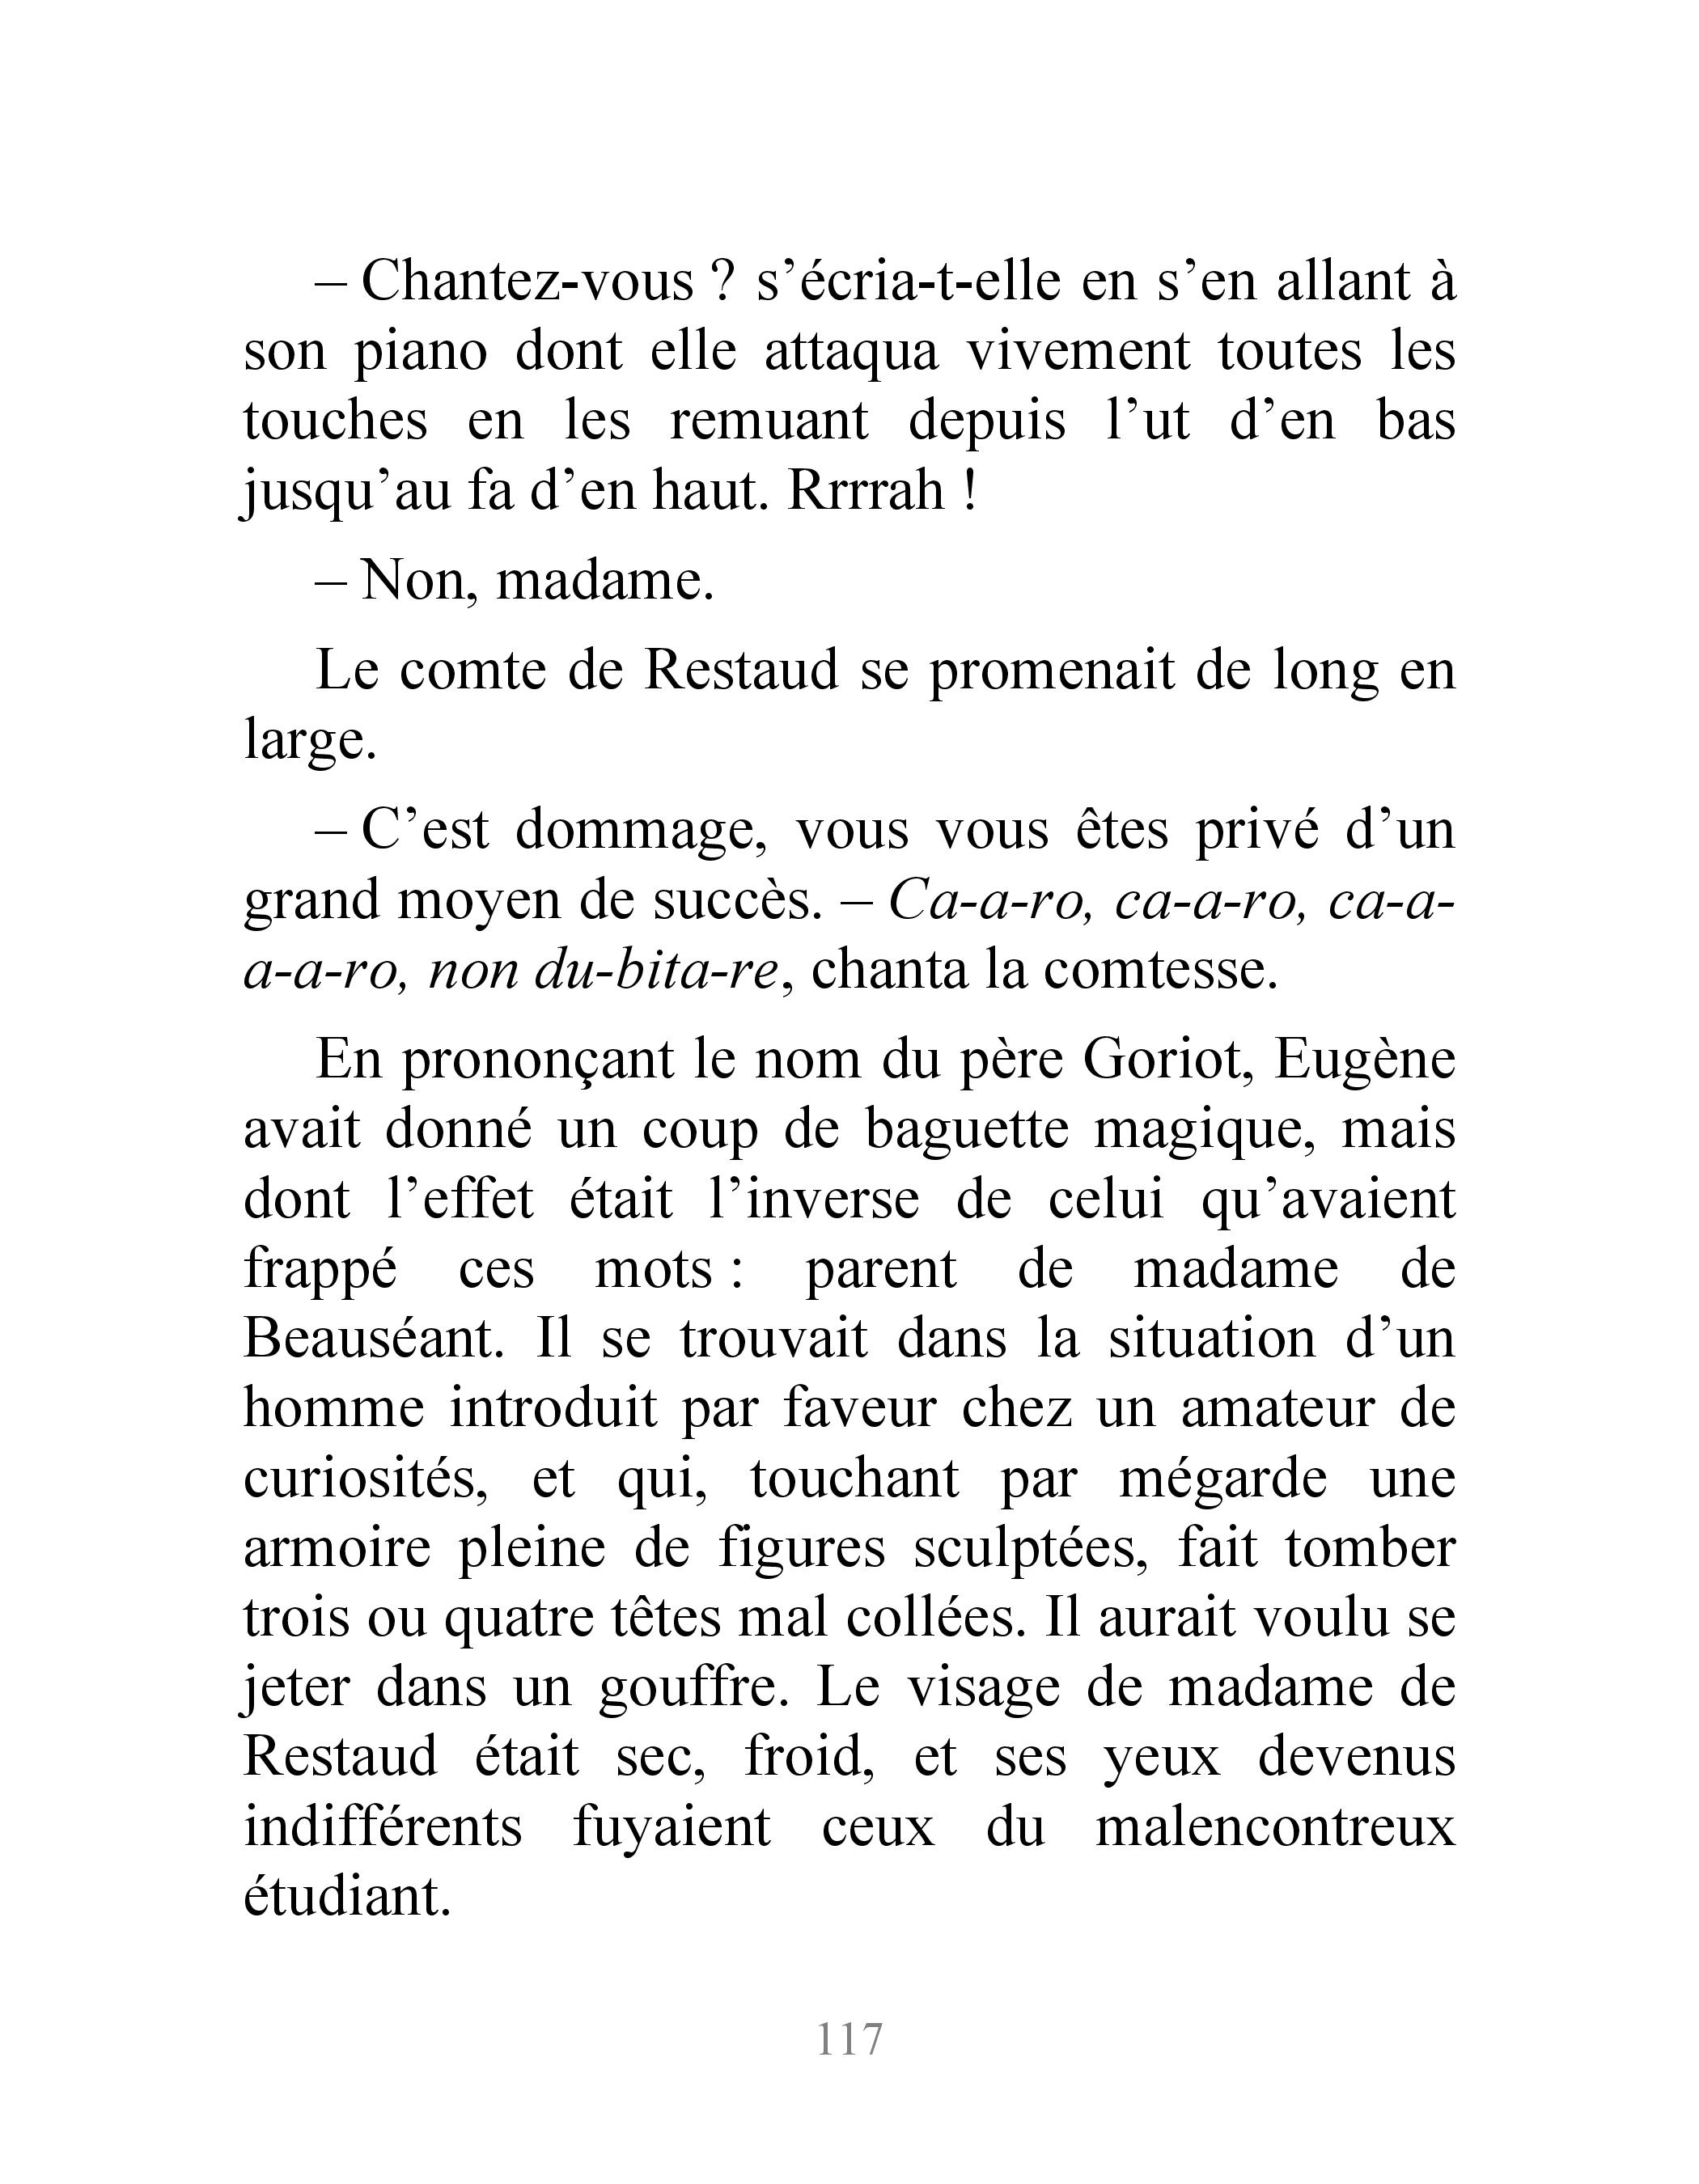 – Chantez-vous ? s’écria-t-elle en s’en allant à
son piano dont elle attaqua vivement toutes les
touches en les remuant depuis l’ut d’en bas
jusqu’au fa d’en haut. Rrrrah !
– Non, madame.
Le comte de Restaud se promenait de long en
large.
– C’est dommage, vous vous êtes privé d’un
grand moyen de succès. – Ca-a-ro, ca-a-ro, ca-a-
a-a-ro, non du-bita-re, chanta la comtesse.
En prononçant le nom du père Goriot, Eugène
avait donné un coup de baguette magique, mais
dont l’effet était l’inverse de celui qu’avaient
frappé ces mots : parent de madame de
Beauséant. Il se trouvait dans la situation d’un
homme introduit par faveur chez un amateur de
curiosités, et qui, touchant par mégarde une
armoire pleine de figures sculptées, fait tomber
trois ou quatre têtes mal collées. Il aurait voulu se
jeter dans un gouffre. Le visage de madame de
Restaud était sec, froid, et ses yeux devenus
indifférents fuyaient ceux du malencontreux
étudiant.
117